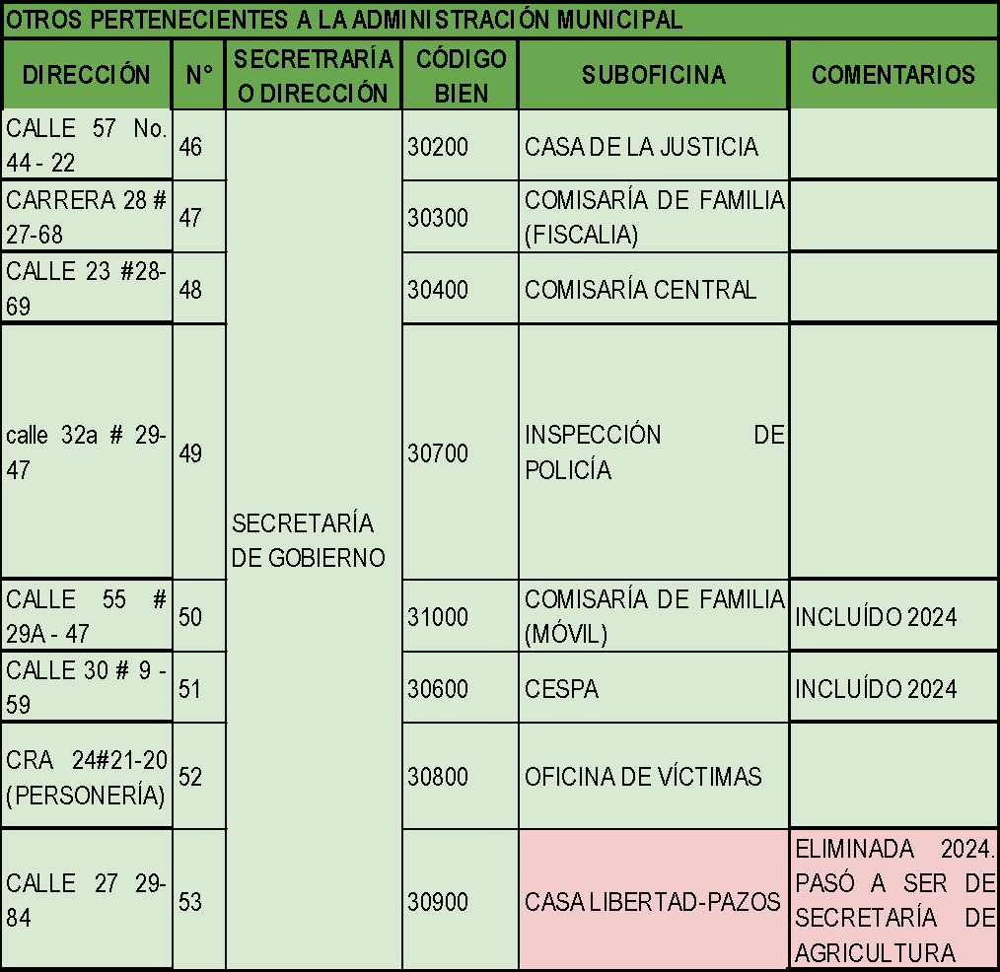 OTROS PERTENECIENTES A LA ADMINISTRACIÓN MUNICIPAL
DIRECCIÓN
N°
SECRETRARÍA
O DIRECCIÓN
CÓDIGO
BIEN
SUBOFICINA
COMENTARIOS
CALLE 57 No.
44 - 22
46
30200
CASA DE LA JUSTICIA
CARRERA 28 #
27-68
47
30300
COMISARÍA DE FAMILIA
(FISCALIA)
CALLE 23 #28-
69
48
30400
COMISARÍA CENTRAL
calle 32a # 29-
47
49
30700
INSPECCIÓN DE
POLICÍA
SECRETARÍA
DE GOBIERNO
CALLE 55 #
29A - 47
50
31000
COMISARÍA DE FAMILIA
(MÓVIL)
INCLUÍDO 2024
CALLE 30 # 9 -
59
51
30600
CESPA
INCLUÍDO 2024
CRA 24#21-20
(PERSONERÍA)
52
30800
OFICINA DE VÍCTIMAS
CALLE 27 29-
84
53
30900
CASA LIBERTAD-PAZOS
ELIMINADA 2024.
PASÓ A SER DE
SECRETARÍA DE
AGRICULTURA